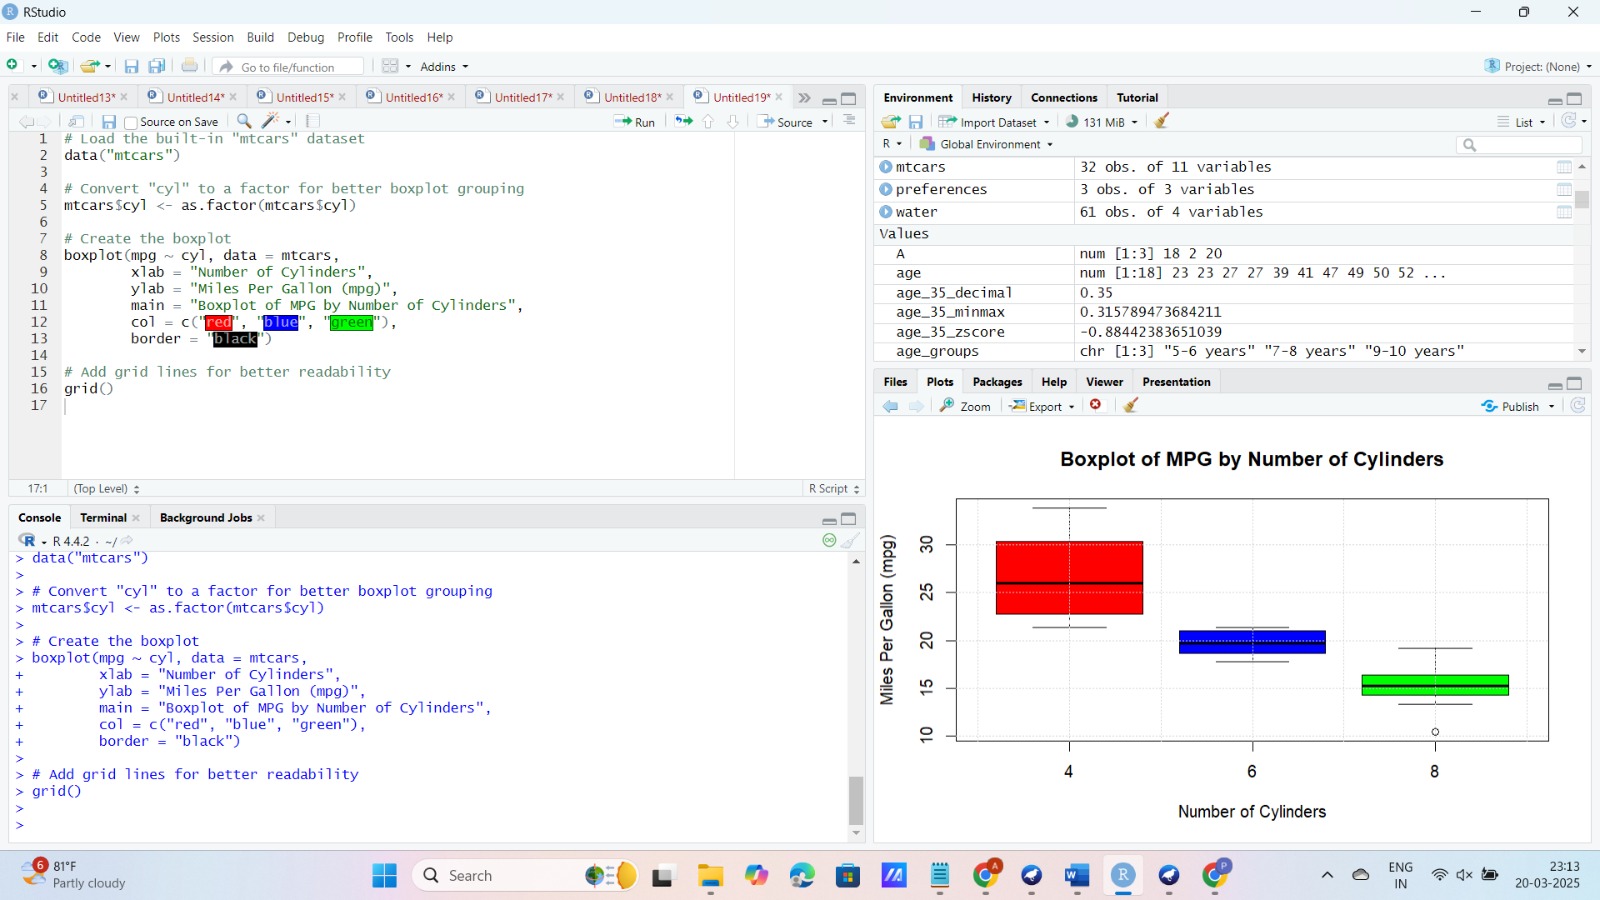 RStudio
File Edit Code View Plots Session Build Debug Profile Tools Help
Go to file/function Addins Project: (None)
Untitled13* Untitled14* Untitled15* Untitled16* Untitled17* Untitled18* Untitled19*
Source on Save Run Source
1 # Load the built-in "mtcars" dataset
2 data("mtcars")
3
4 # Convert "cyl" to a factor for better boxplot grouping
5 mtcars$cyl <- as.factor(mtcars$cyl)
6
7 # Create the boxplot
8 boxplot(mpg ~ cyl, data = mtcars,
9 xlab = "Number of Cylinders",
10 ylab = "Miles Per Gallon (mpg)",
11 main = "Boxplot of MPG by Number of Cylinders",
12 col = c("red", "blue", "green"),
13 border = "black")
14
15 # Add grid lines for better readability
16 grid()
17
17:1 (Top Level) R Script
Console Terminal Background Jobs
R 4.4.2 · ~/
> data("mtcars")
>
> # Convert "cyl" to a factor for better boxplot grouping
> mtcars$cyl <- as.factor(mtcars$cyl)
>
> # Create the boxplot
> boxplot(mpg ~ cyl, data = mtcars,
+ xlab = "Number of Cylinders",
+ ylab = "Miles Per Gallon (mpg)",
+ main = "Boxplot of MPG by Number of Cylinders",
+ col = c("red", "blue", "green"),
+ border = "black")
>
> # Add grid lines for better readability
> grid()
>
>
Environment History Connections Tutorial
Import Dataset 131 MiB List
R Global Environment
mtcars 32 obs. of 11 variables
preferences 3 obs. of 3 variables
water 61 obs. of 4 variables
Values
A num [1:3] 18 2 20
age num [1:18] 23 23 27 27 39 41 47 49 50 52 ...
age_35_decimal 0.35
age_35_minmax 0.315789473684211
age_35_zscore -0.88442383651039
age_groups chr [1:3] "5-6 years" "7-8 years" "9-10 years"
Files Plots Packages Help Viewer Presentation
Zoom Export Publish
Boxplot of MPG by Number of Cylinders
Miles Per Gallon (mpg)
30
25
20
15
10
4 6 8
Number of Cylinders
6 81°F
Partly cloudy
Search
A
P
ENG
IN
23:13
20-03-2025